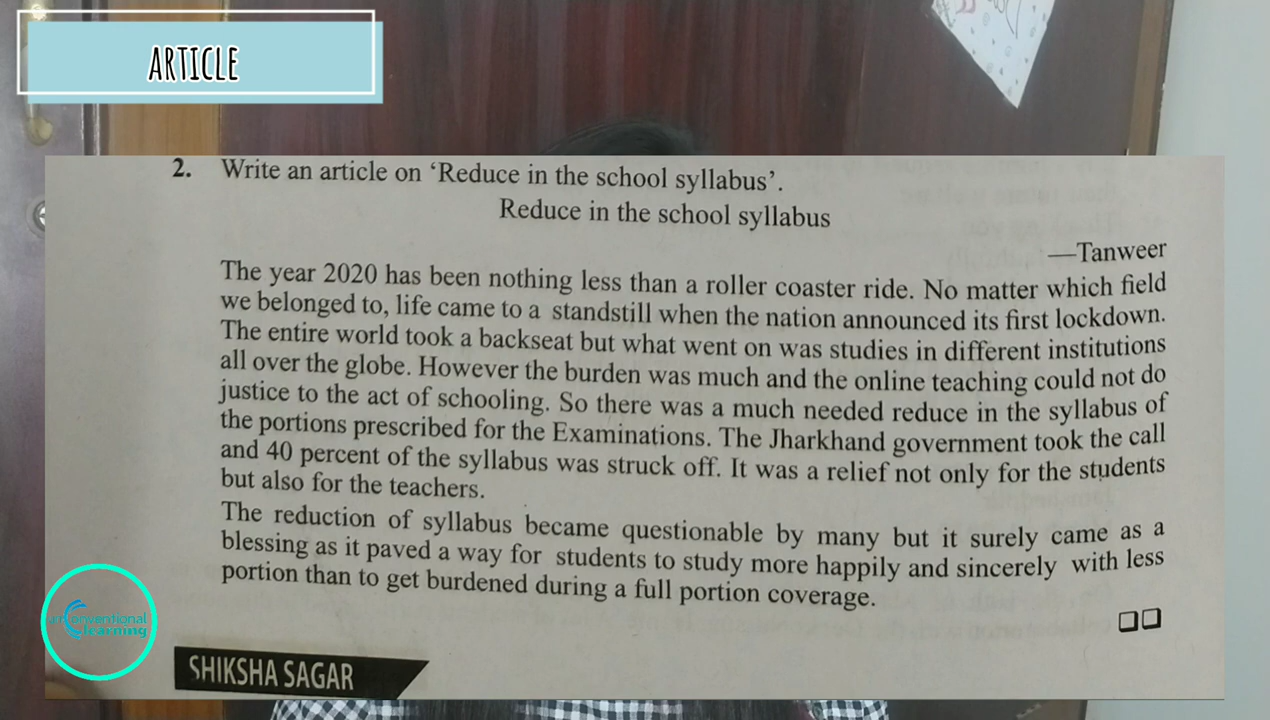 ARTICLE
2. Write an article on ‘Reduce in the school syllabus’.
Reduce in the school syllabus
—Tanweer
The year 2020 has been nothing less than a roller coaster ride. No matter which field
we belonged to, life came to a standstill when the nation announced its first lockdown.
The entire world took a backseat but what went on was studies in different institutions
all over the globe. However the burden was much and the online teaching could not do
justice to the act of schooling. So there was a much needed reduce in the syllabus of
the portions prescribed for the Examinations. The Jharkhand government took the call
and 40 percent of the syllabus was struck off. It was a relief not only for the students
but also for the teachers.
The reduction of syllabus became questionable by many but it surely came as a
blessing as it paved a way for students to study more happily and sincerely with less
portion than to get burdened during a full portion coverage.
unConventional
Learning
SHIKSHA SAGAR